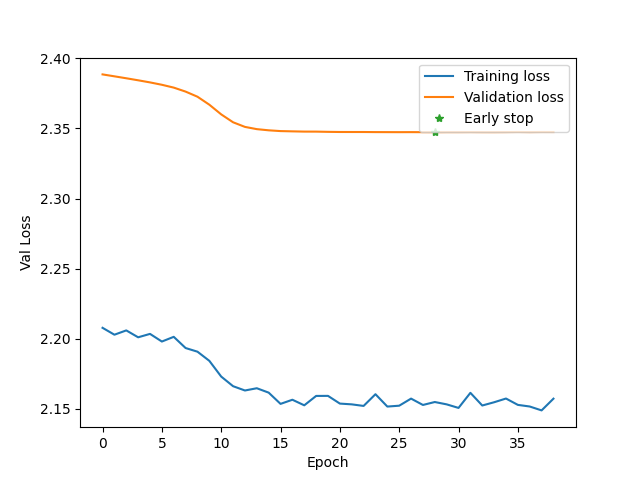 2.40
2.35
2.30
2.25
2.20
2.15
Val Loss
Training loss
Validation loss
Early stop
0 5 10 15 20 25 30 35
Epoch